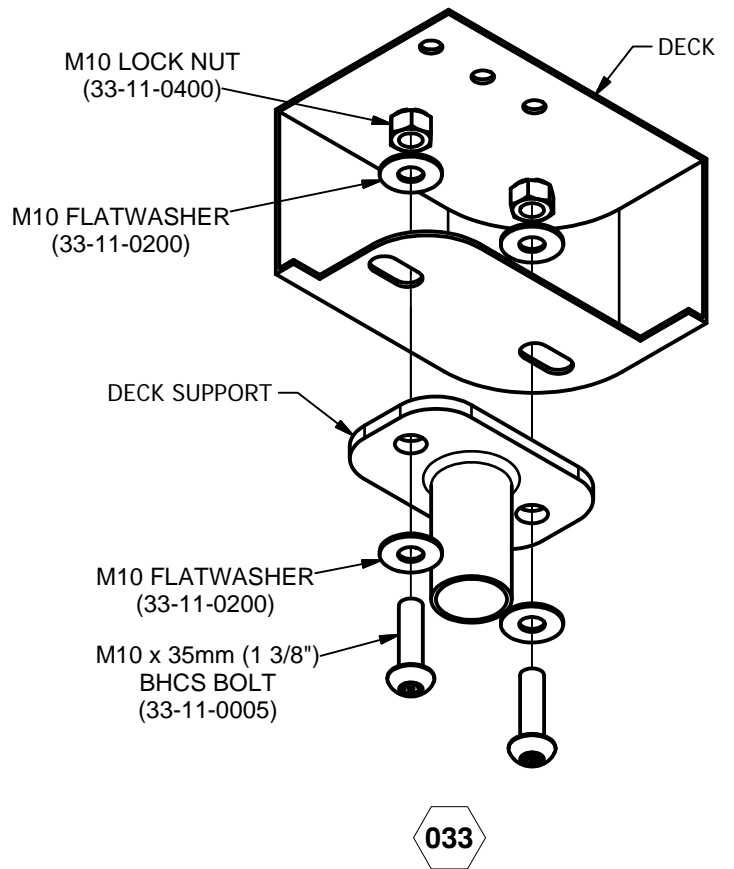 DECK
M10 LOCK NUT
(33-11-0400)
M10 FLATWASHER
(33-11-0200)
DECK SUPPORT
M10 FLATWASHER
(33-11-0200)
M10 x 35mm (1 3/8")
BHCS BOLT
(33-11-0005)
033